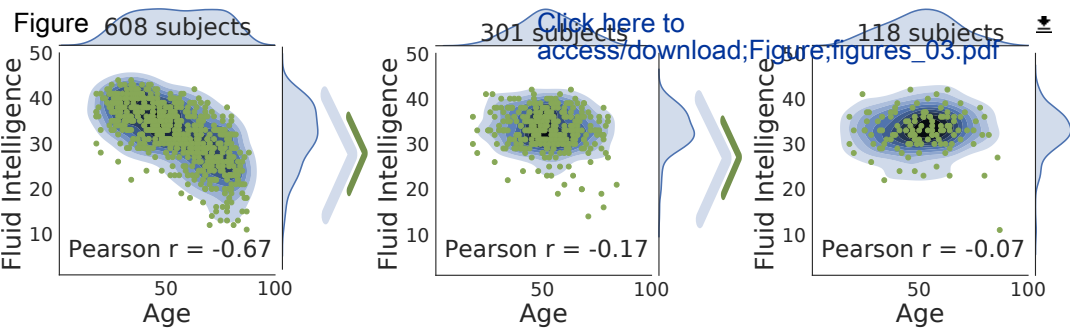 Figure
Click here to
access/download;Figure;figures_03.pdf
608 subjects
Fluid Intelligence
50
40
30
20
10
Pearson r = -0.67
50
100
Age
301 subjects
Fluid Intelligence
50
40
30
20
10
Pearson r = -0.17
50
100
Age
118 subjects
Fluid Intelligence
50
40
30
20
10
Pearson r = -0.07
50
100
Age